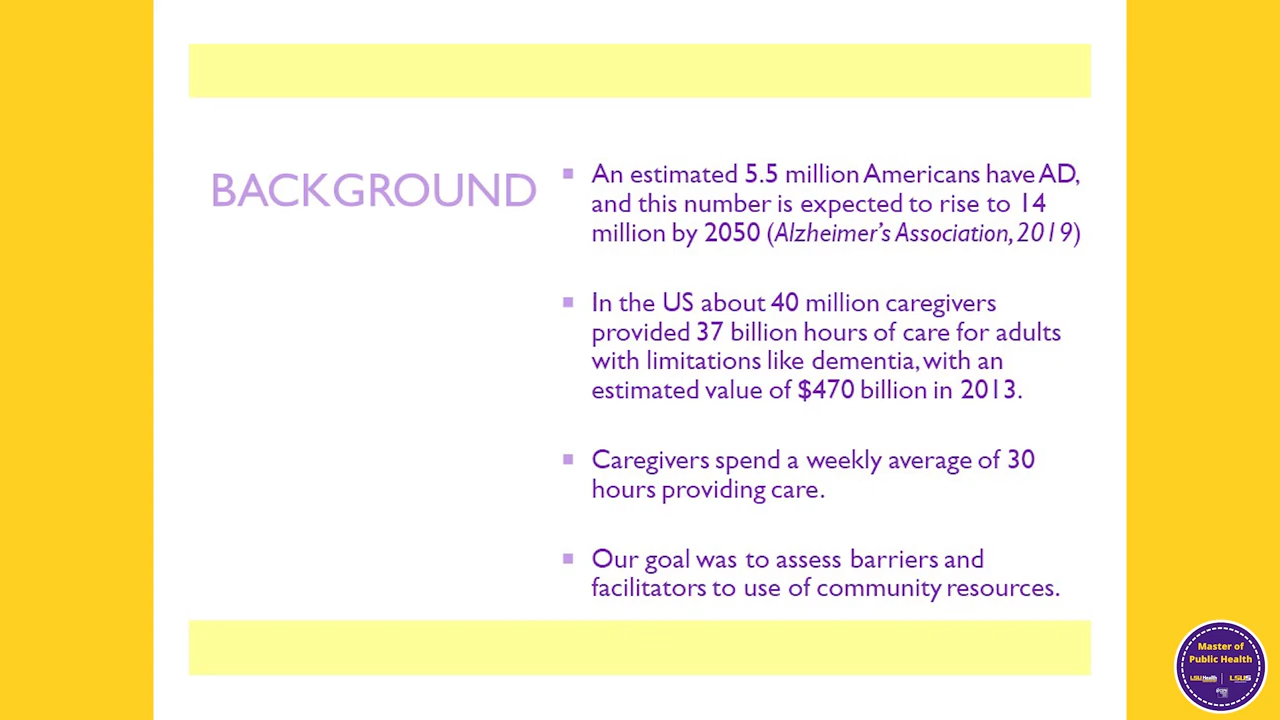 BACKGROUND
▪ An estimated 5.5 million Americans have AD,
and this number is expected to rise to 14
million by 2050 (Alzheimer's Association, 2019)
▪ In the US about 40 million caregivers
provided 37 billion hours of care for adults
with limitations like dementia, with an
estimated value of $470 billion in 2013.
▪ Caregivers spend a weekly average of 30
hours providing care.
▪ Our goal was to assess barriers and
facilitators to use of community resources.
Master of
Public Health
LSU Health
LSUS